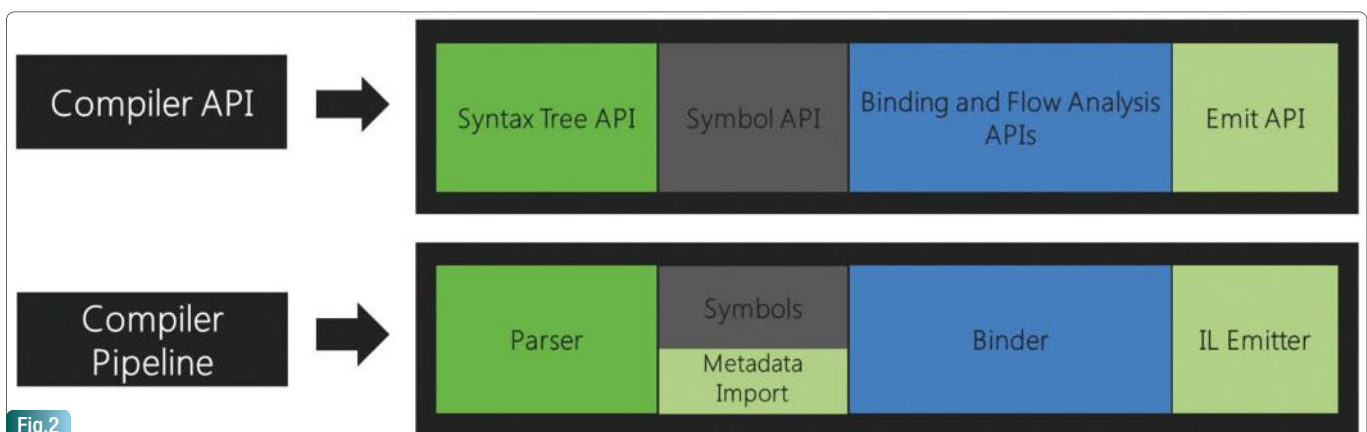 Compiler API
Syntax Tree API
Symbol API
Binding and Flow Analysis
APIs
Emit API
Compiler
Pipeline
Parser
Symbols
Metadata
Import
Binder
IL Emitter
Fig.2